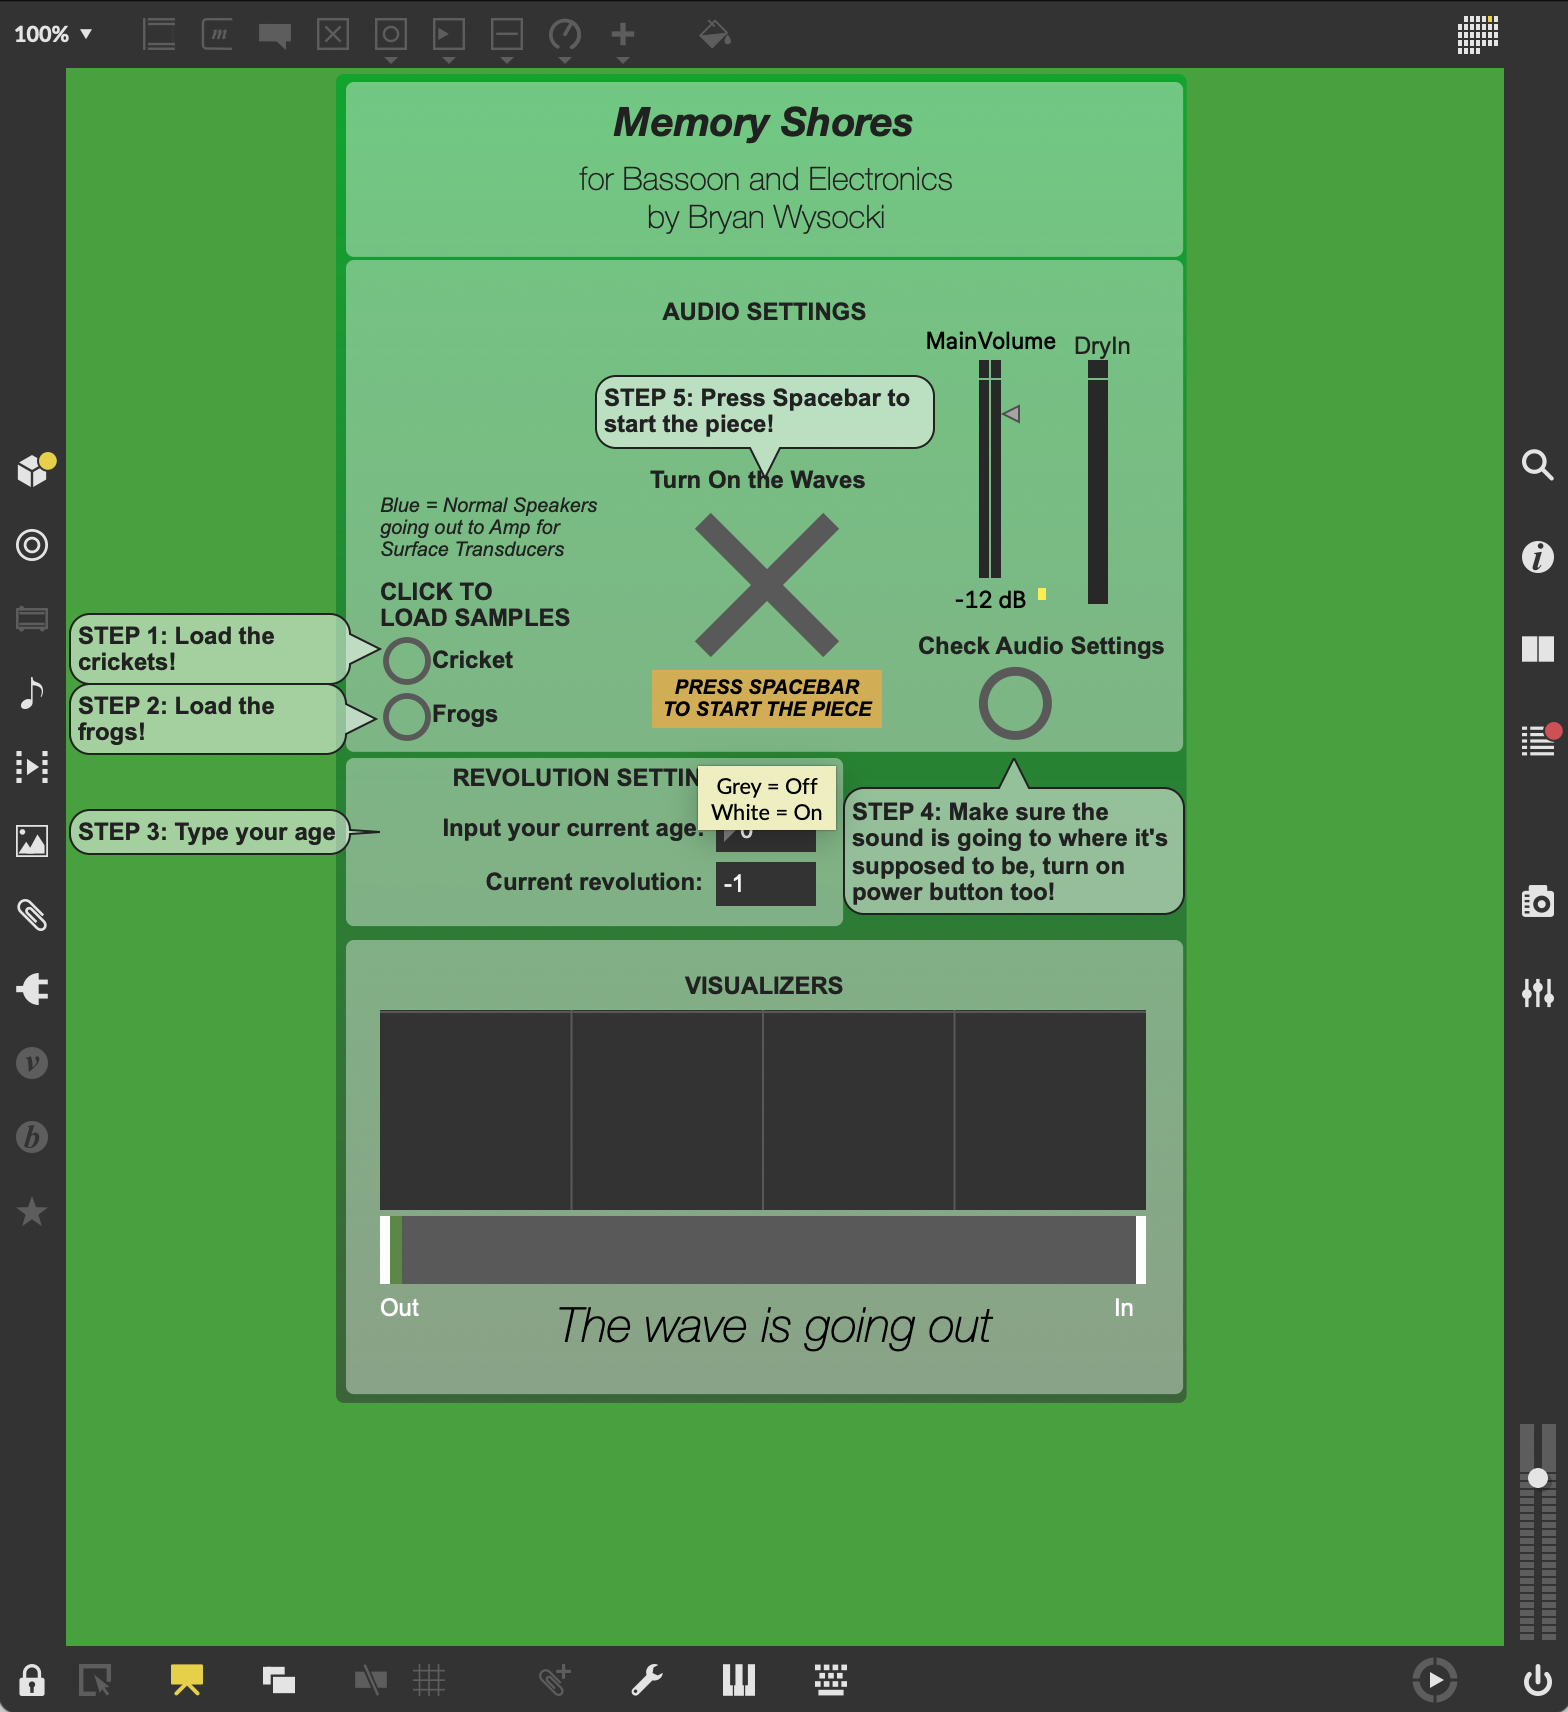 100%
Memory Shores
for Bassoon and Electronics
by Bryan Wysocki
AUDIO SETTINGS
MainVolume
DryIn
STEP 5: Press Spacebar to
start the piece!
Turn On the Waves
Blue = Normal Speakers
going out to Amp for
Surface Transducers
CLICK TO
LOAD SAMPLES
-12 dB
STEP 1: Load the
crickets!
Cricket
Check Audio Settings
STEP 2: Load the
frogs!
Frogs
PRESS SPACEBAR
TO START THE PIECE
REVOLUTION SETTIN
Grey = Off
White = On
STEP 3: Type your age
Input your current age:
0
Current revolution:
-1
STEP 4: Make sure the
sound is going to where it's
supposed to be, turn on
power button too!
VISUALIZERS
Out
In
The wave is going out